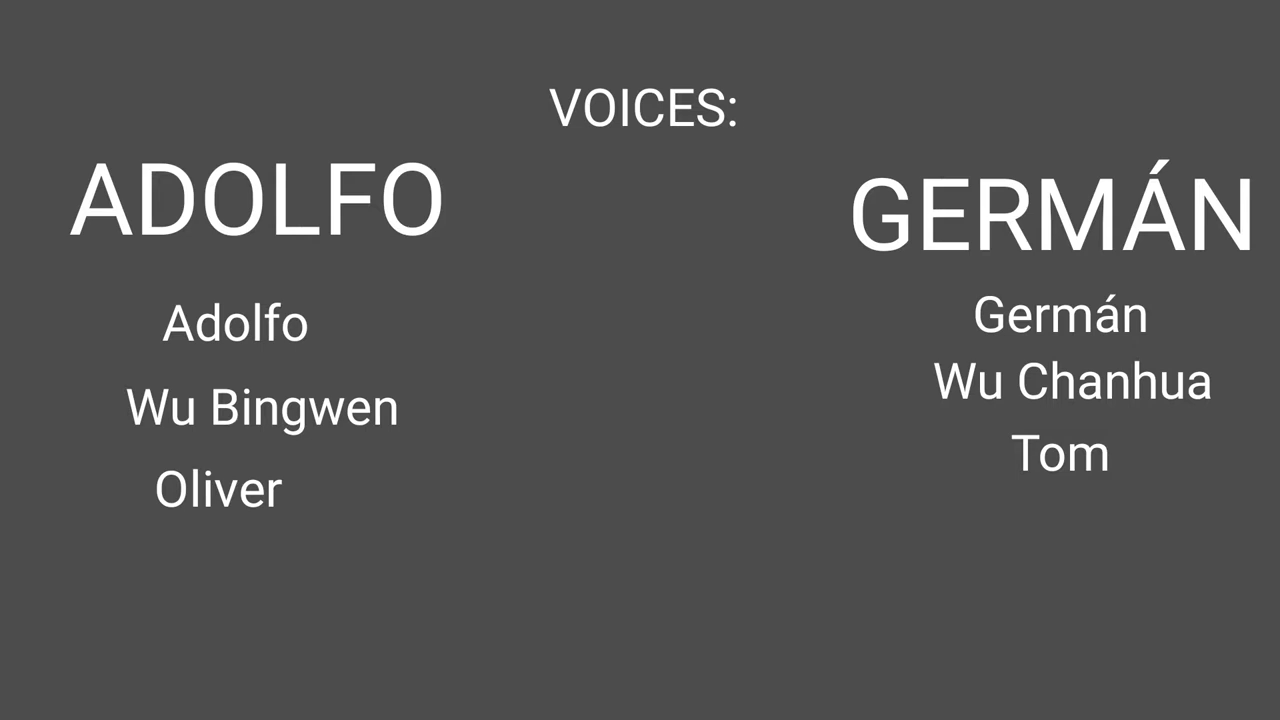 VOICES:
ADOLFO
Adolfo
Wu Bingwen
Oliver
GERMÁN
Germán
Wu Chanhua
Tom